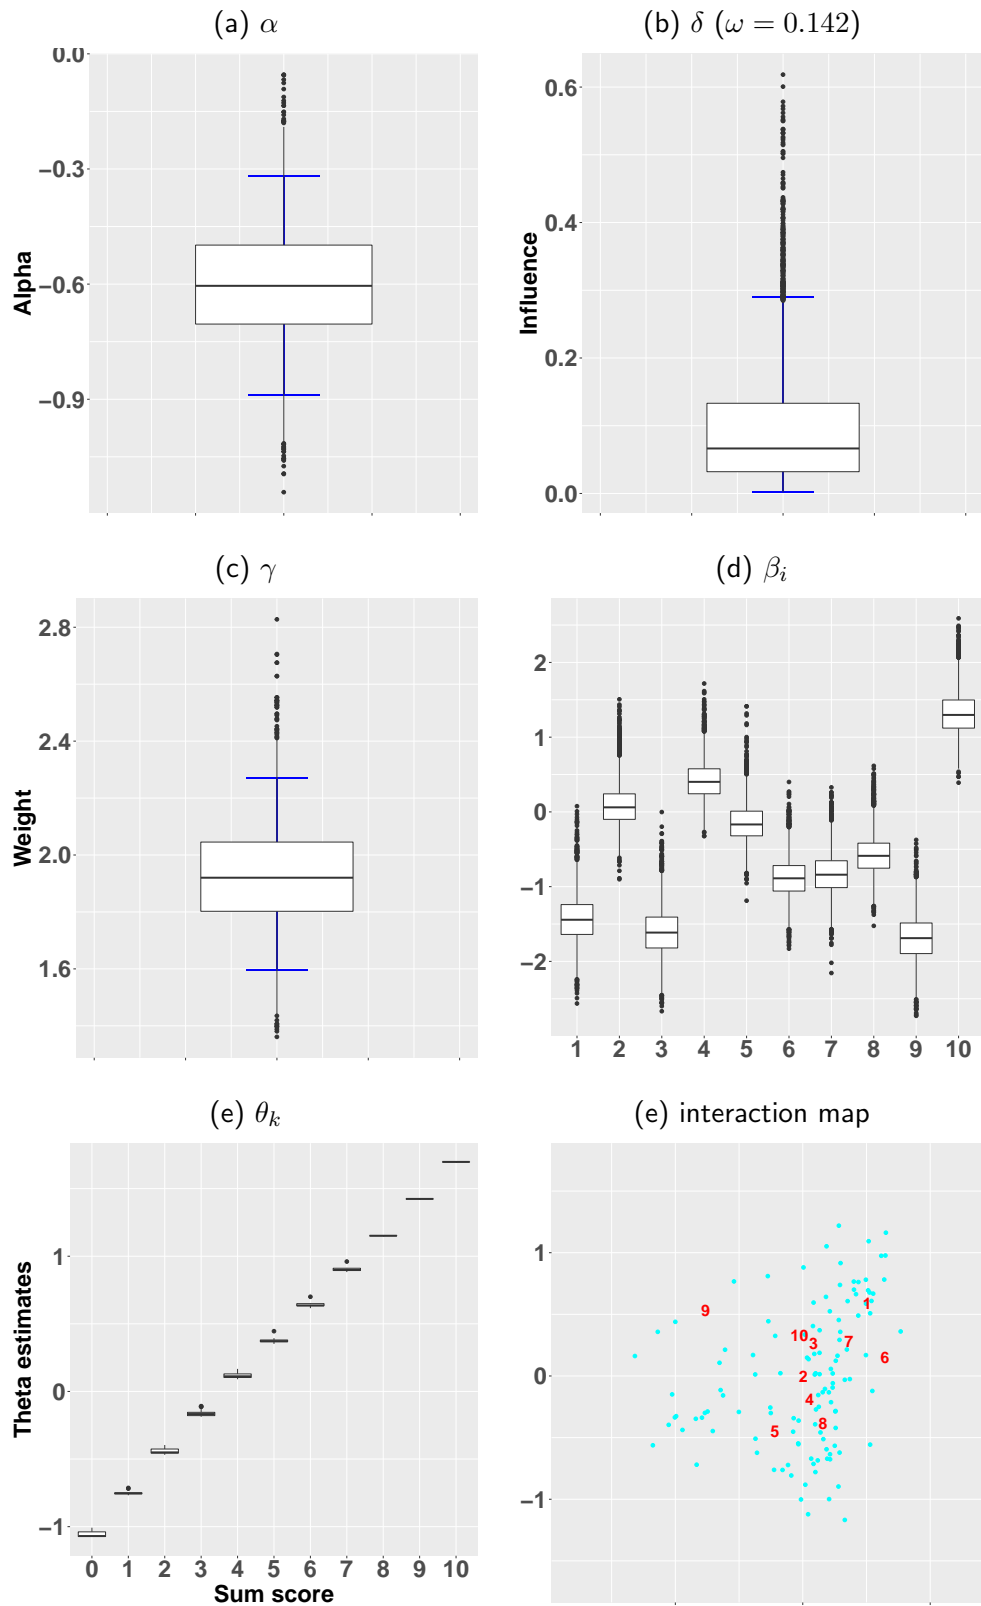 (a) α
(b) δ (ω = 0.142)
0.0
−0.3
−0.6
−0.9
Alpha
0.6
0.4
0.2
0.0
Influence
(c) γ
(d) βi
2.8
2.4
2.0
1.6
Weight
2
1
0
−1
−2
1 2 3 4 5 6 7 8 9 10
(e) θk
(e) interaction map
1
0
−1
Theta estimates
0 1 2 3 4 5 6 7 8 9 10
Sum score
1
0
−1
9
1
10
3
7
6
2
4
5
8